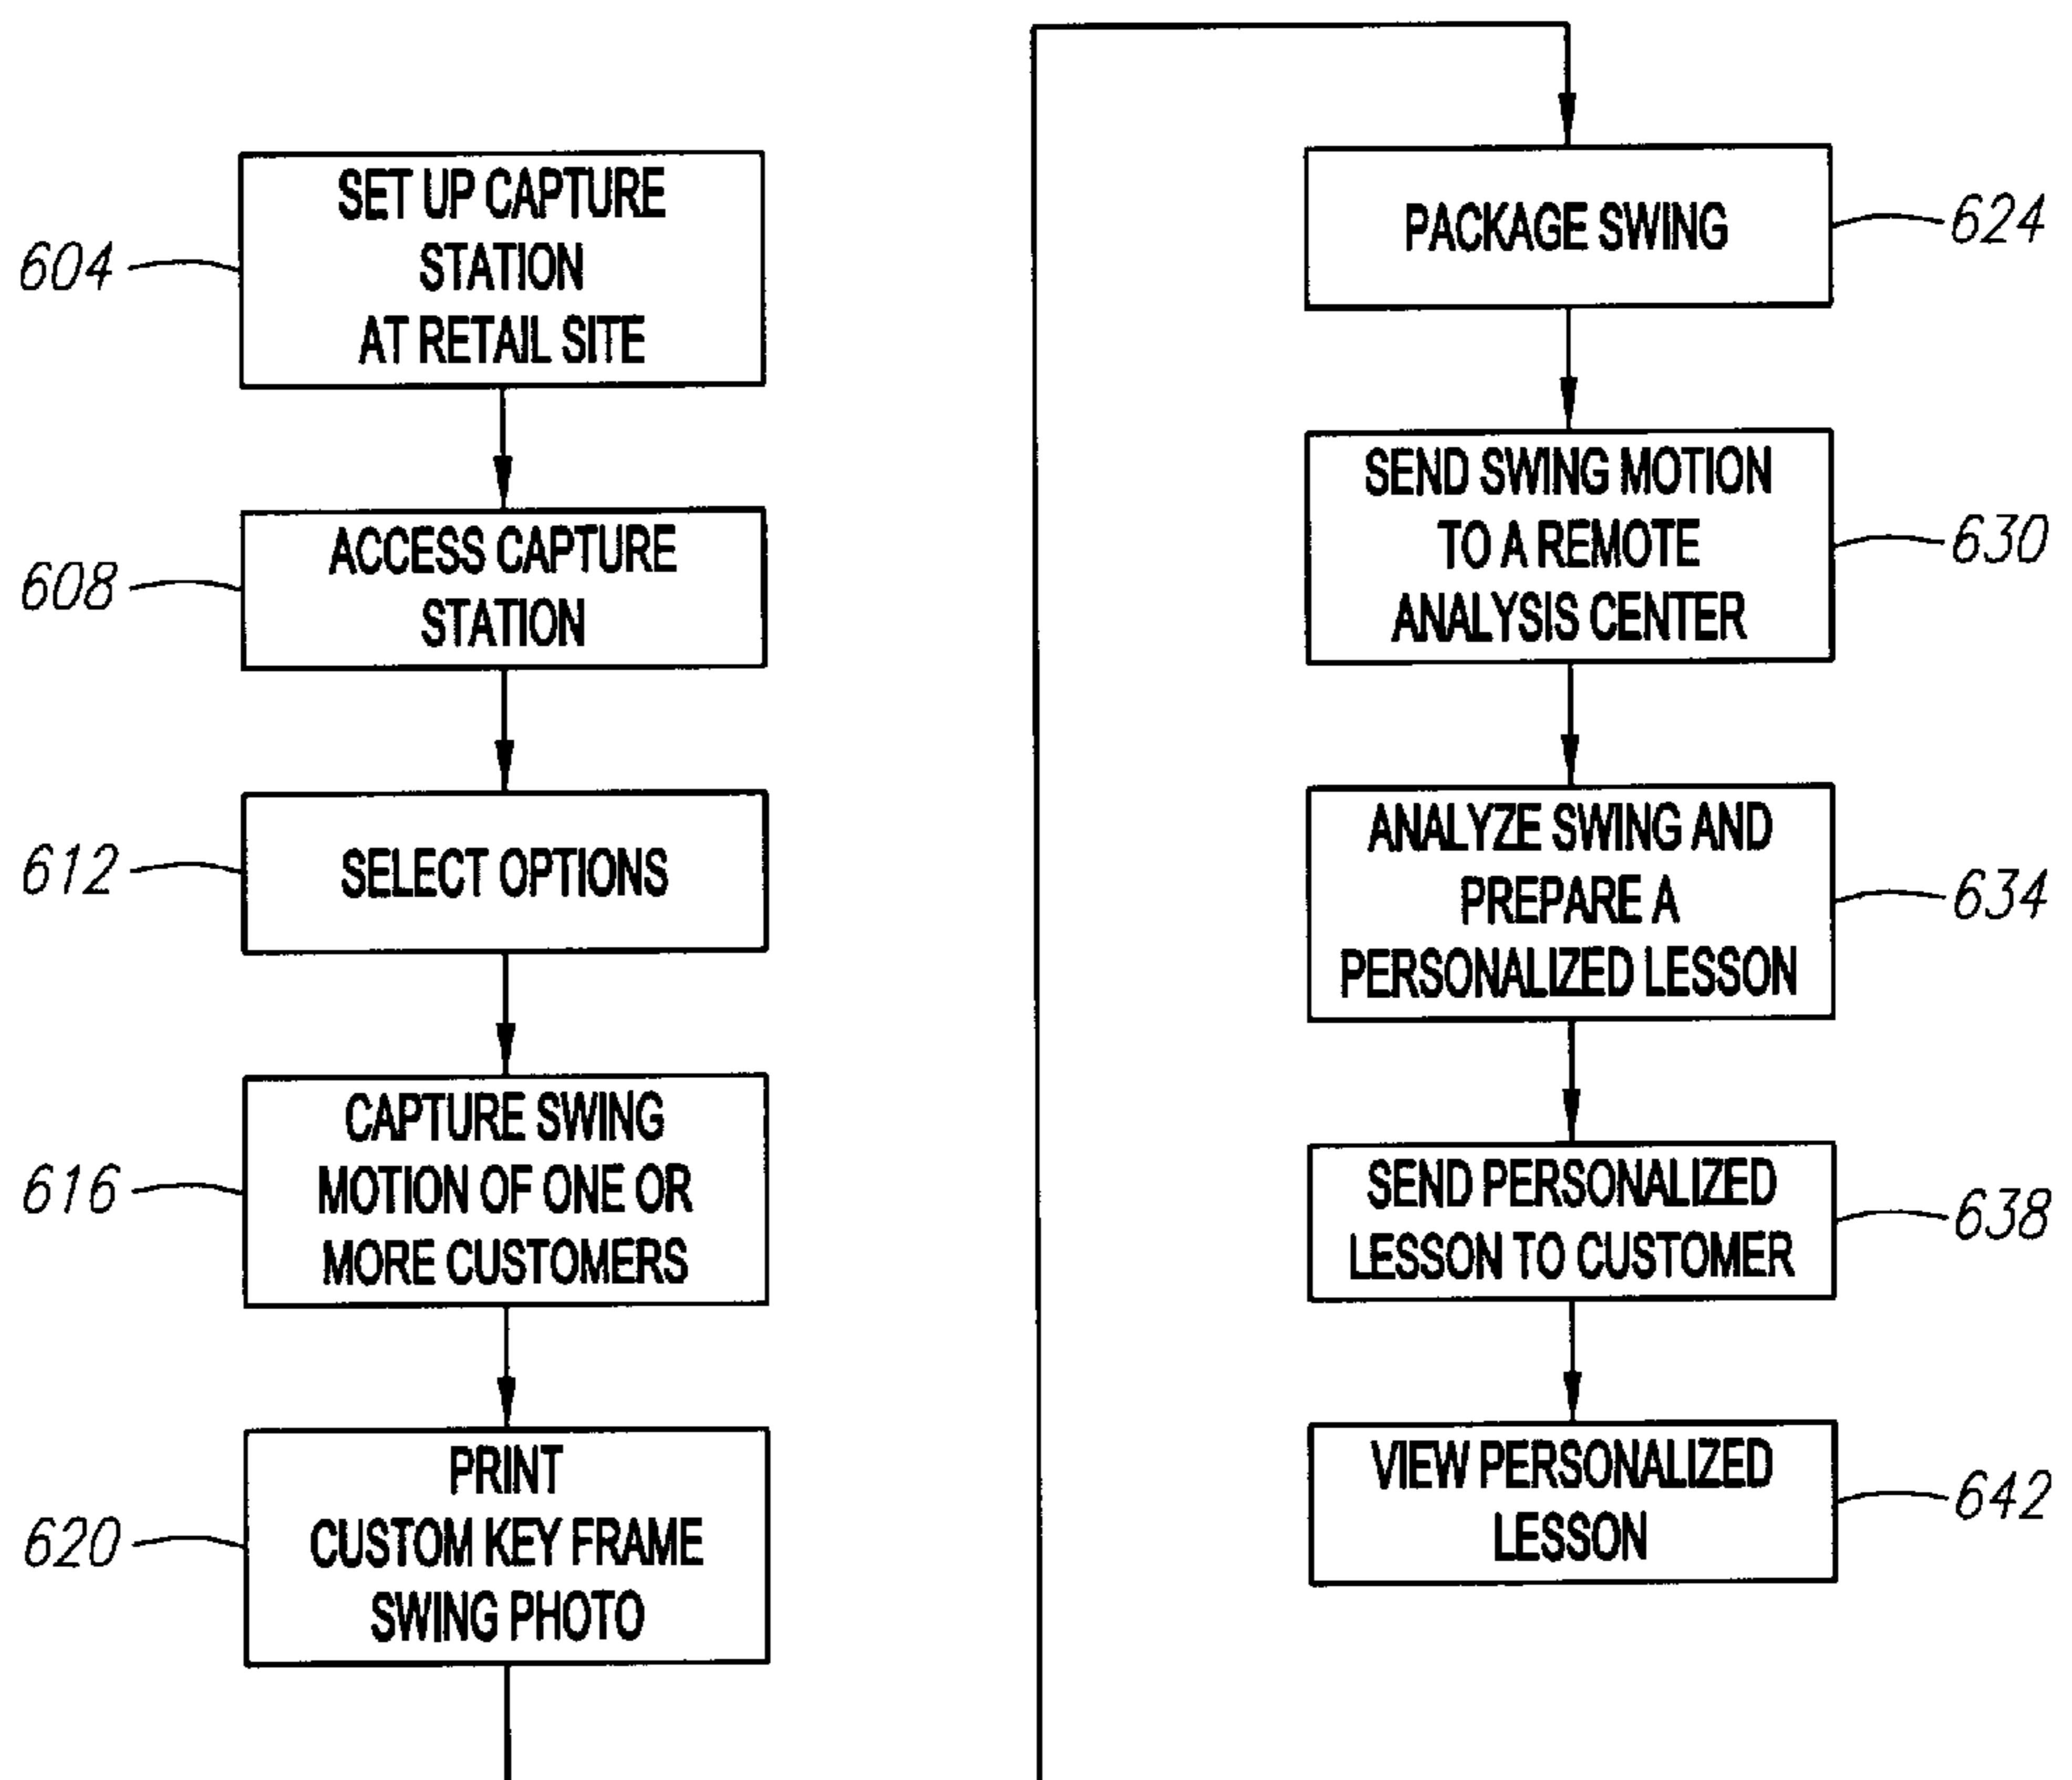 604
SET UP CAPTURE
STATION
AT RETAIL SITE
608
ACCESS CAPTURE
STATION
612
SELECT OPTIONS
616
CAPTURE SWING
MOTION OF ONE OR
MORE CUSTOMERS
620
PRINT
CUSTOM KEY FRAME
SWING PHOTO
PACKAGE SWING
624
SEND SWING MOTION
TO A REMOTE
ANALYSIS CENTER
630
ANALYZE SWING AND
PREPARE A
PERSONALIZED LESSON
634
SEND PERSONALIZED
LESSON TO CUSTOMER
638
VIEW PERSONALIZED
LESSON
642